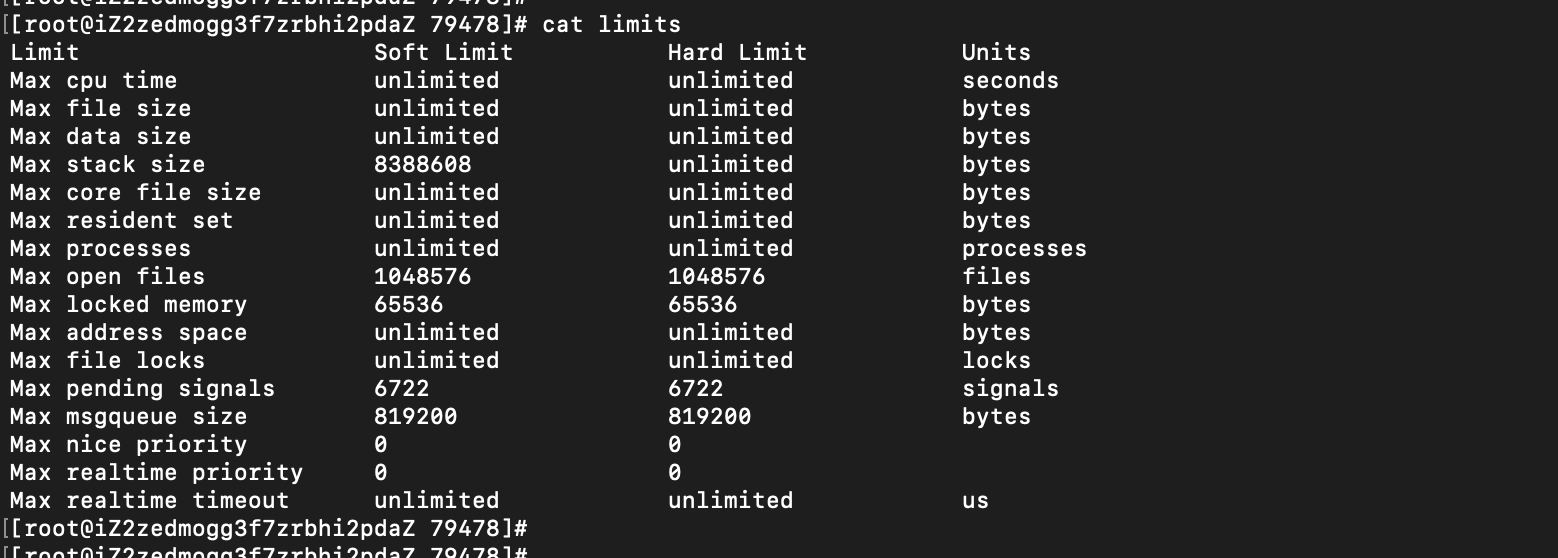 [[root@iZ2zedmogg3f7zrbhi2pdaZ 79478]#
[[root@iZ2zedmogg3f7zrbhi2pdaZ 79478]# cat limits
Limit                     Soft Limit           Hard Limit           Units
Max cpu time              unlimited            unlimited            seconds
Max file size             unlimited            unlimited            bytes
Max data size             unlimited            unlimited            bytes
Max stack size            8388608              unlimited            bytes
Max core file size        unlimited            unlimited            bytes
Max resident set          unlimited            unlimited            bytes
Max processes             unlimited            unlimited            processes
Max open files            1048576              1048576              files
Max locked memory         65536                65536                bytes
Max address space         unlimited            unlimited            bytes
Max file locks            unlimited            unlimited            locks
Max pending signals       6722                 6722                 signals
Max msgqueue size         819200               819200               bytes
Max nice priority         0                    0
Max realtime priority     0                    0
Max realtime timeout      unlimited            unlimited            us
[[root@iZ2zedmogg3f7zrbhi2pdaZ 79478]#
[[root@iZ2zedmogg3f7zrbhi2pdaZ 79478]#